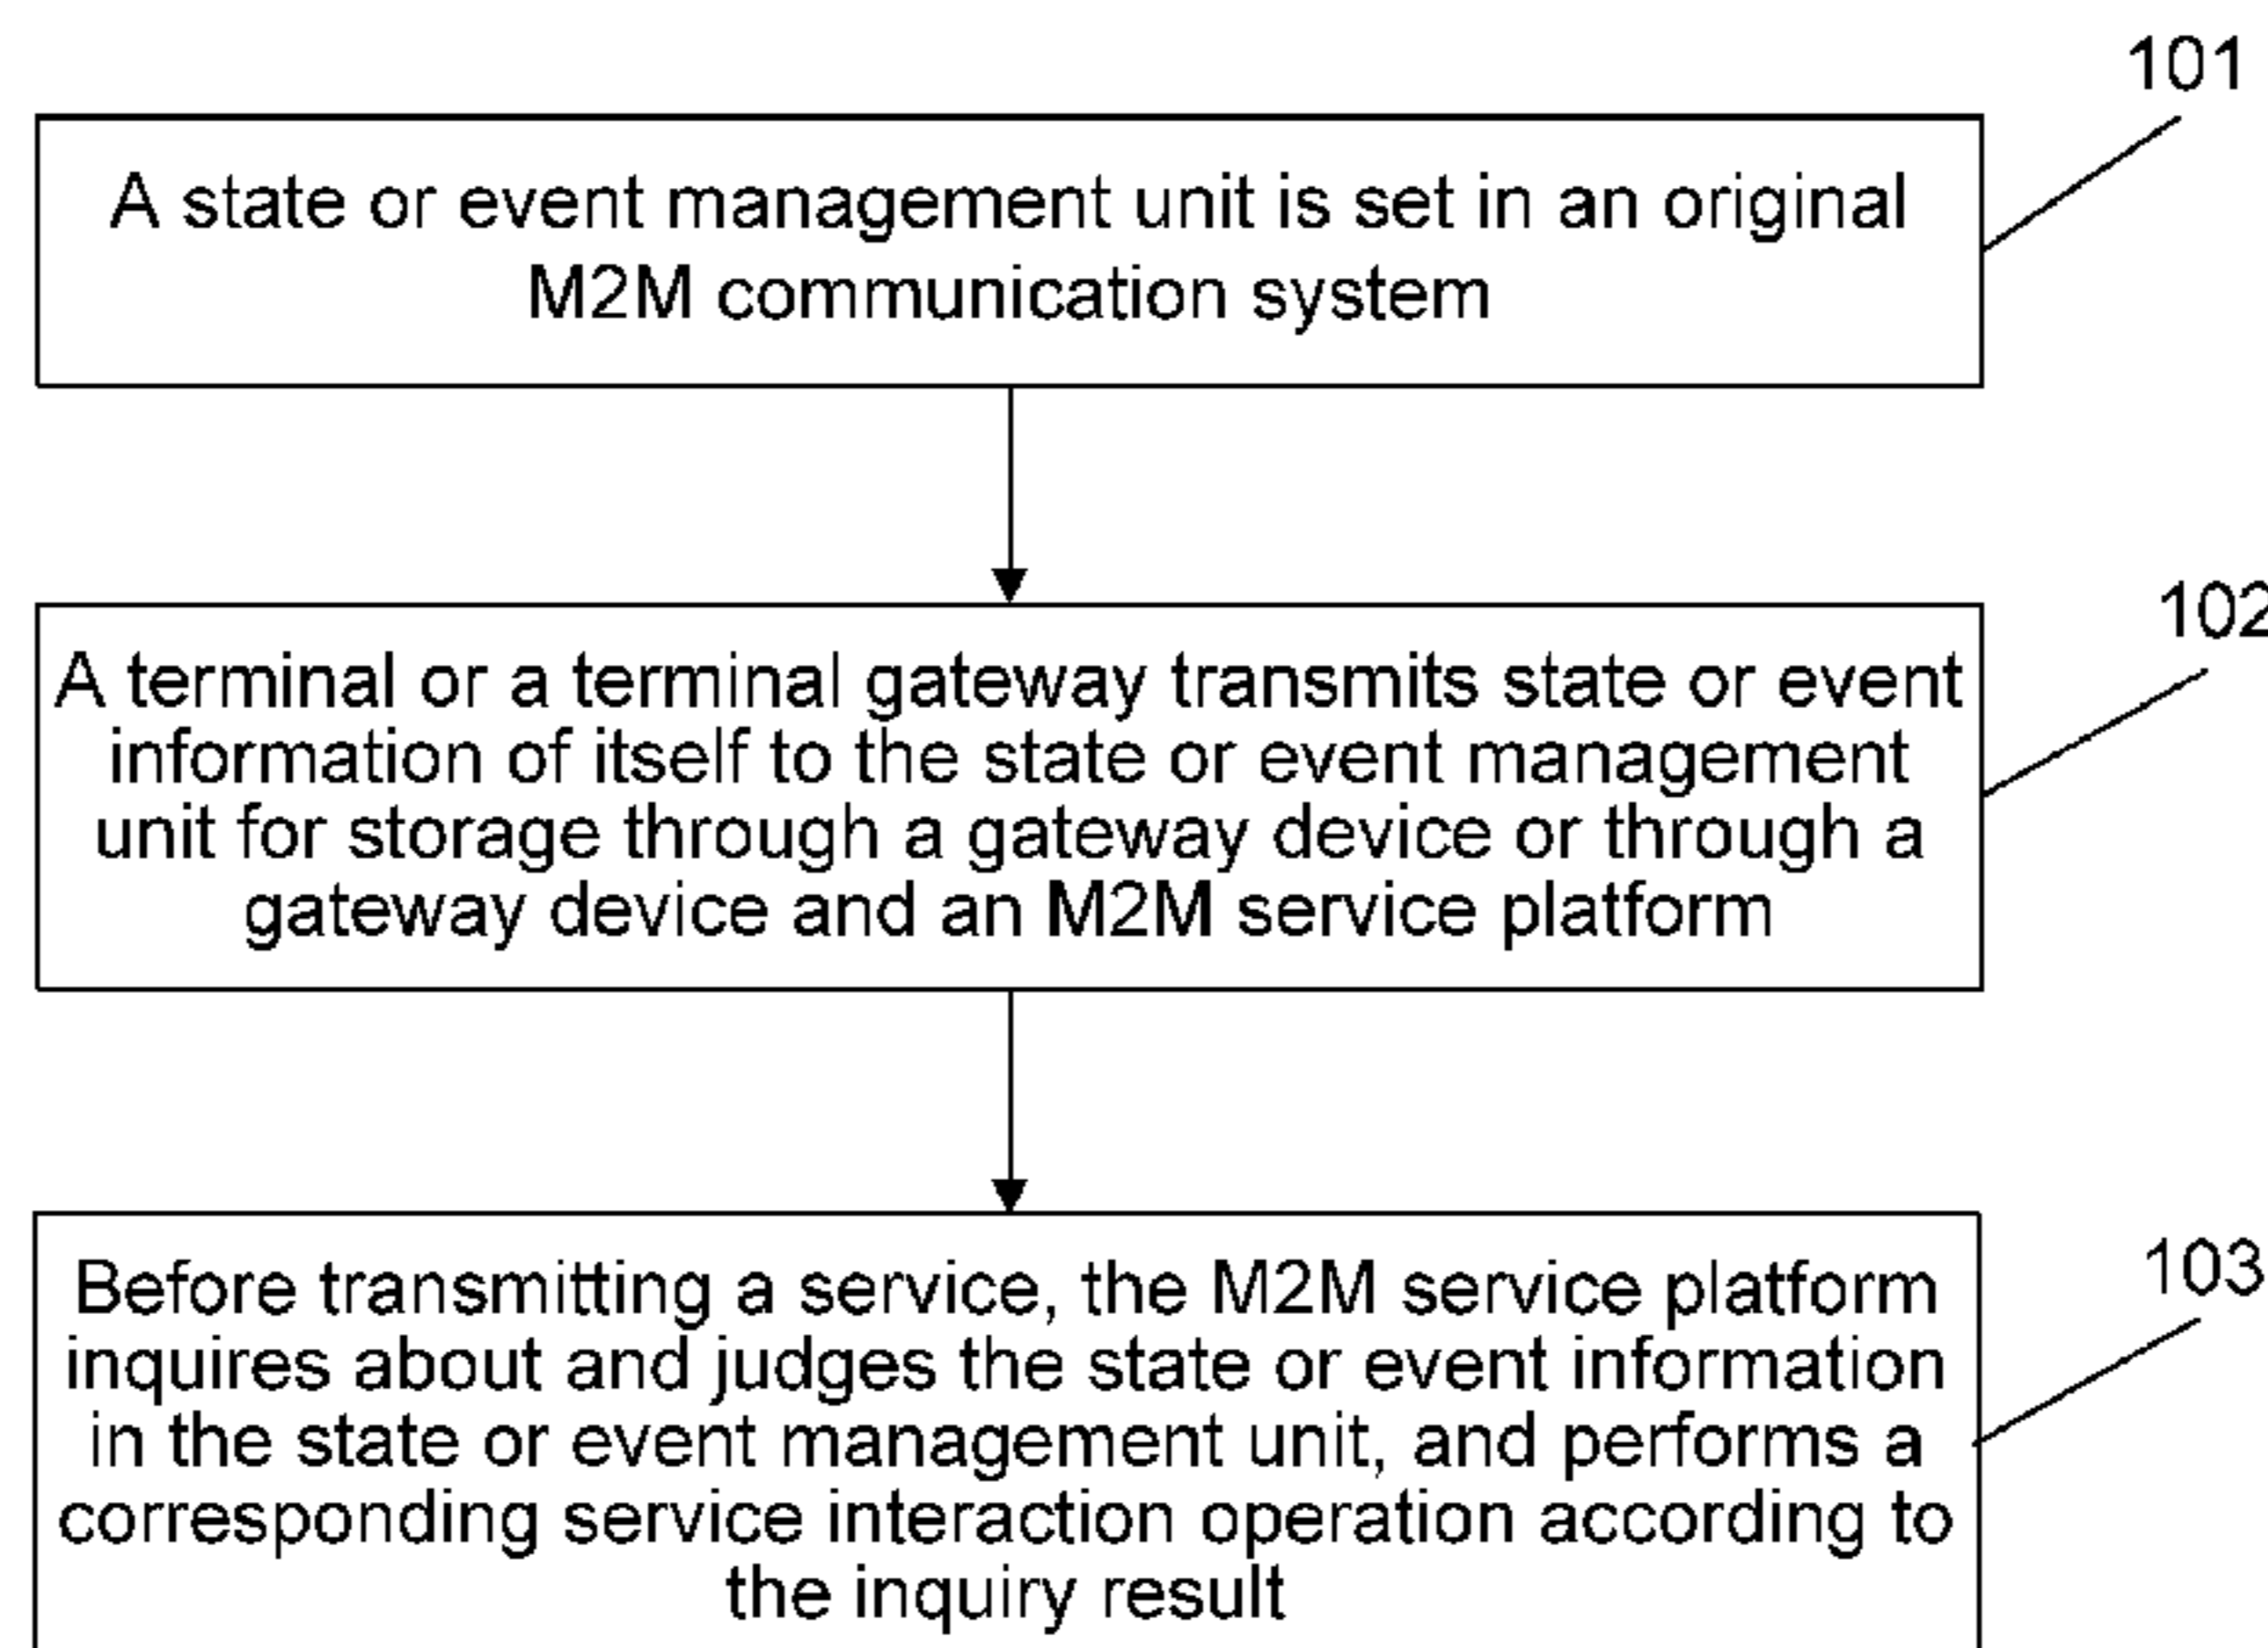 101
A state or event management unit is set in an original
M2M communication system
102
A terminal or a terminal gateway transmits state or event
information of itself to the state or event management
unit for storage through a gateway device or through a
gateway device and an M2M service platform
103
Before transmitting a service, the M2M service platform
inquires about and judges the state or event information
in the state or event management unit, and performs a
corresponding service interaction operation according to
the inquiry result